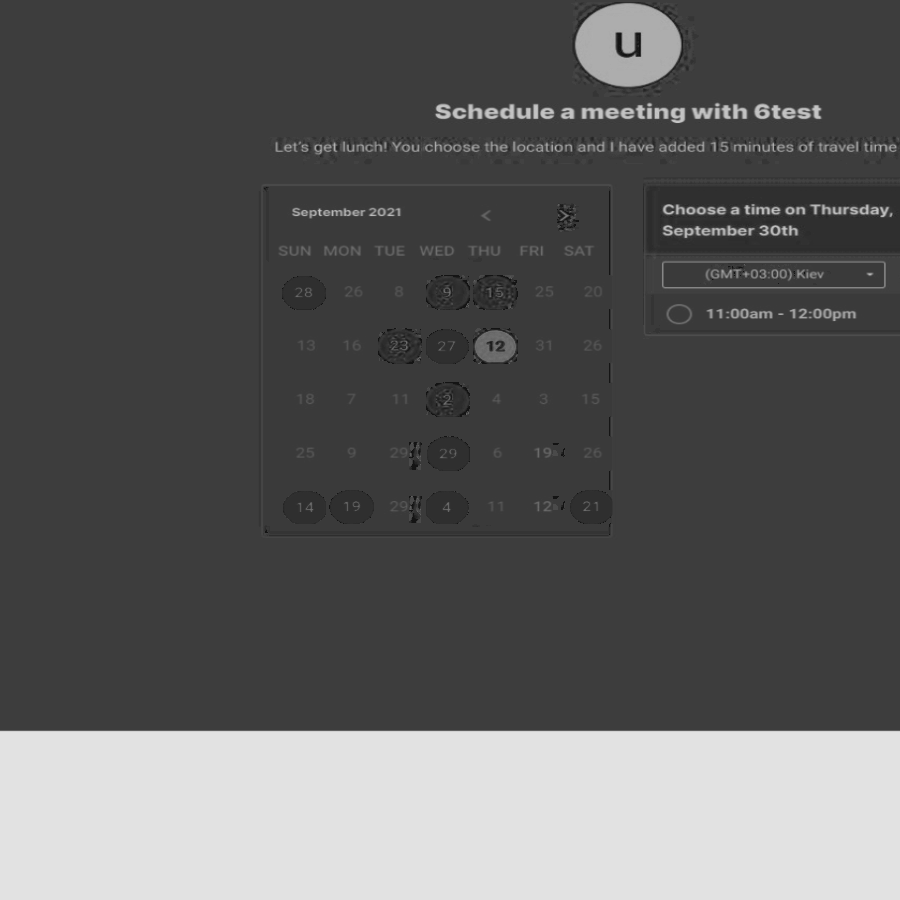 U
Schedule a meeting with 6test
Let's get lunch! You choose the location and I have added 15 minutes of travel time
September 2021 < >
SUN MON TUE WED THU FRI SAT
28 26 8 9 15 25 20
13 16 23 27 12 31 26
18 7 11 2 4 3 15
25 9 29 29 6 19 26
14 19 29 4 11 12 21
Choose a time on Thursday,
September 30th
(GMT+03:00) Kiev
11:00am - 12:00pm